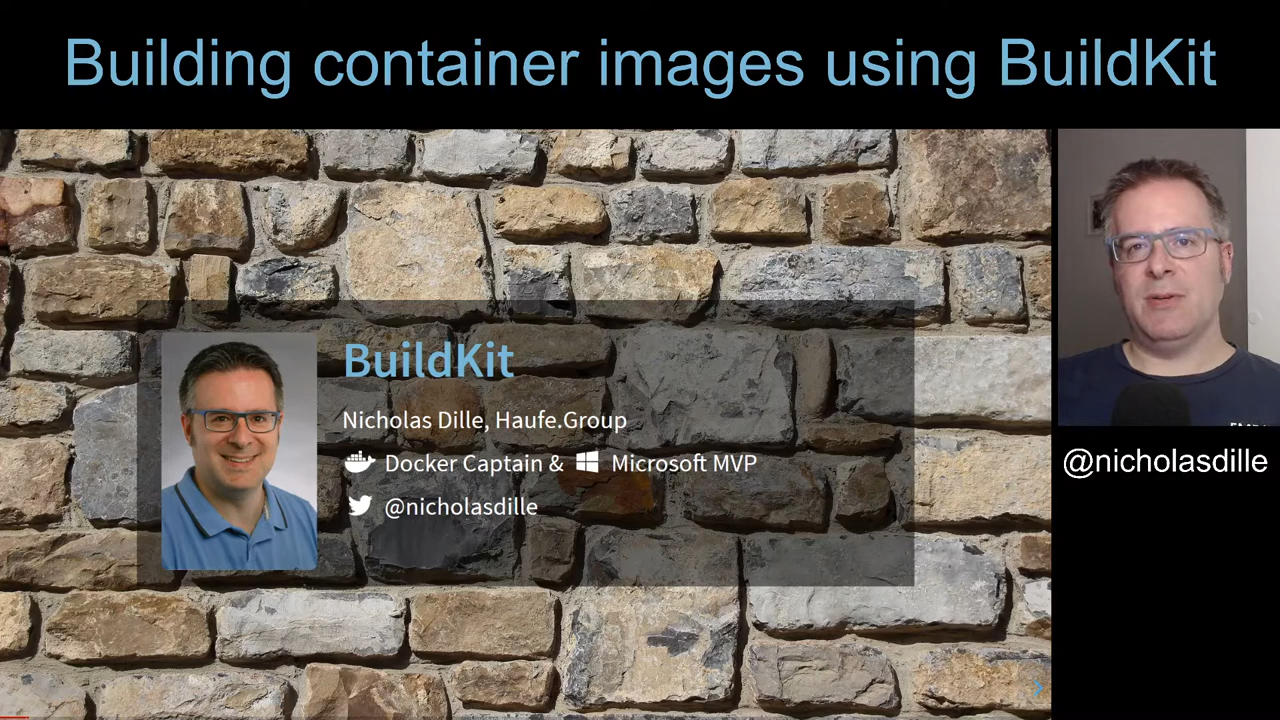 Building container images using BuildKit
BuildKit
Nicholas Dille, Haufe.Group
Docker Captain & Microsoft MVP
@nicholasdille
@nicholasdille